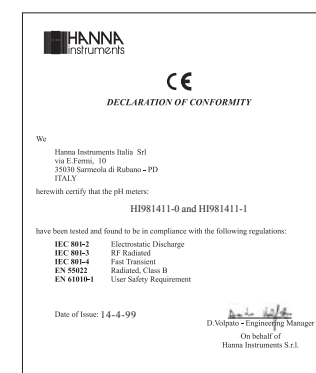 HANNA
instruments
CE
DECLARATION OF CONFORMITY
We
Hanna Instruments Italia Srl
via E.Fermi, 10
35030 Sarmeola di Rubano - PD
ITALY
herewith certify that the pH meters:
HI981411-0 and HI981411-1
have been tested and found to be in compliance with the following regulations:
IEC 801-2 Electrostatic Discharge
IEC 801-3 RF Radiated
IEC 801-4 Fast Transient
EN 55022 Radiated, Class B
EN 61010-1 User Safety Requirement
Date of Issue: 14-4-99
D.Volpato - Engineering Manager
On behalf of
Hanna Instruments S.r.l.